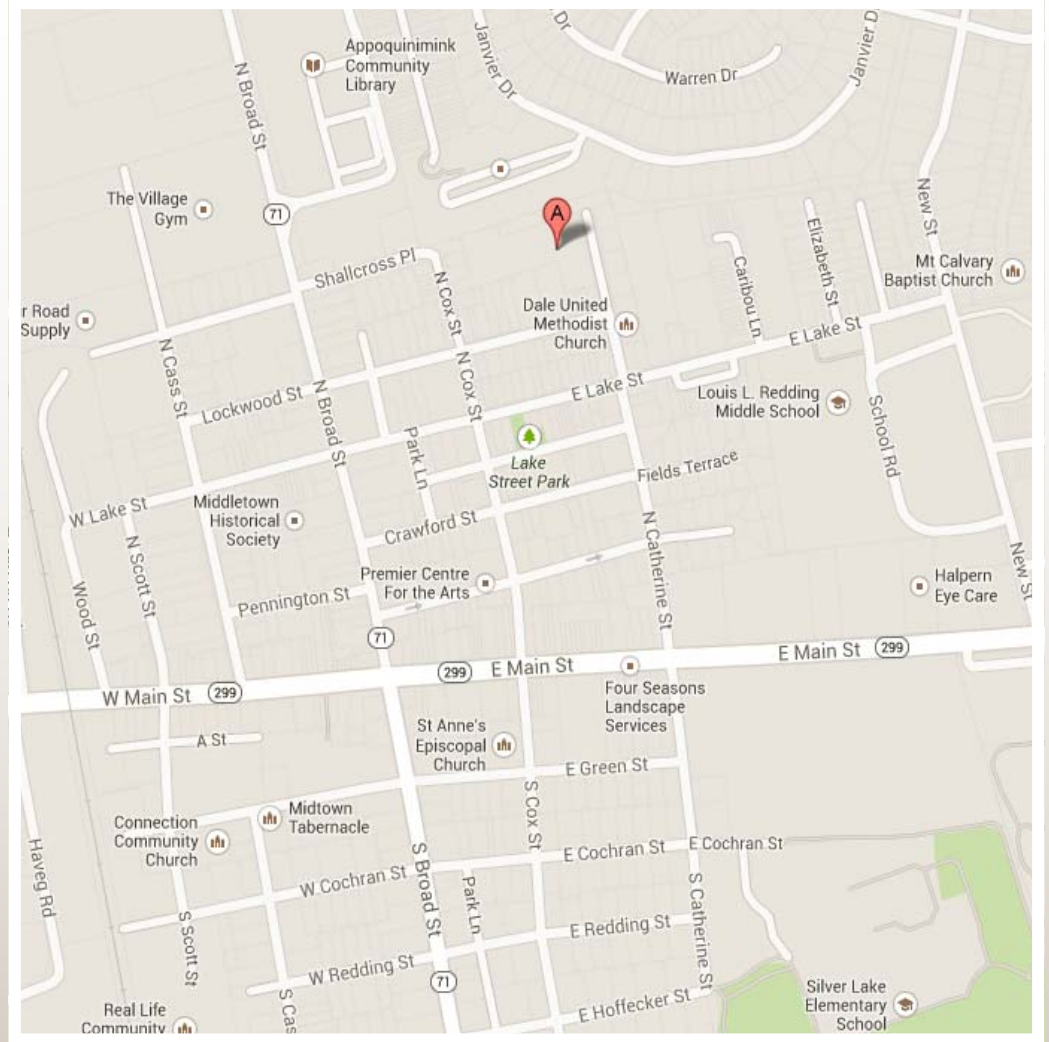 Dr
Janvier Dr
Janvier D
Appoquinimink
Community
Library
Warren Dr
N Broad St
The Village
Gym
71
New St
A
Elizabeth St
Shallcross Pl
N Cox St
Caribou Ln
Mt Calvary
Baptist Church
r Road
Supply
Dale United
Methodist
Church
E Lake St
N Cass St
N Cox St
E Lake St
Lockwood St
N Broad St
Louis L. Redding
Middle School
School Rd
Park Ln
Lake
Street Park
Fields Terrace
W Lake St
Middletown
Historical
Society
Crawford St
N Catherine St
N Scott St
Wood St
Premier Centre
For the Arts
New St
Halpern
Eye Care
Pennington St
71
E Main St
299
299
E Main St
W Main St
299
Four Seasons
Landscape
Services
St Anne's
Episcopal
Church
A St
E Green St
S Cox St
Midtown
Tabernacle
Connection
Community
Church
Haveg Rd
E Cochran St
E Cochran St
W Cochran St
S Broad St
Park Ln
S Catherine St
S Scott St
E Redding St
W Redding St
71
S Cas
E Hoffecker St
Silver Lake
Elementary
School
Real Life
Community